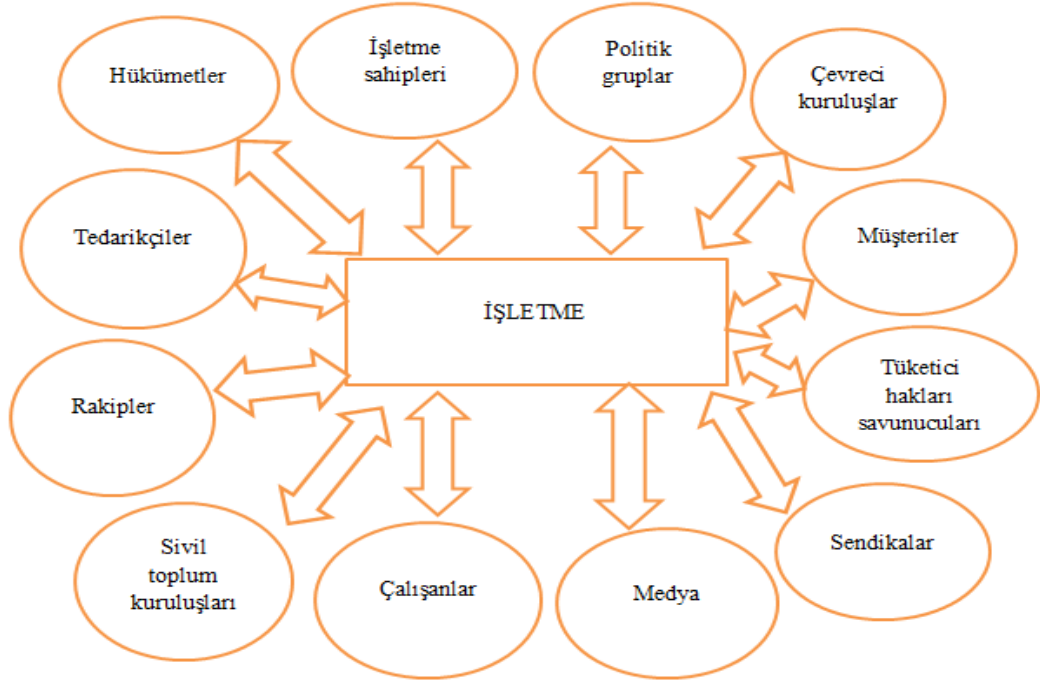 Hükümetler
İşletme
sahipleri
Politik
gruplar
Çevreci
kuruluşlar
Tedarikçiler
Müşteriler
İŞLETME
Rakipler
Tüketici
hakları
savunucuları
Sivil
toplum
kuruluşları
Çalışanlar
Medya
Sendikalar